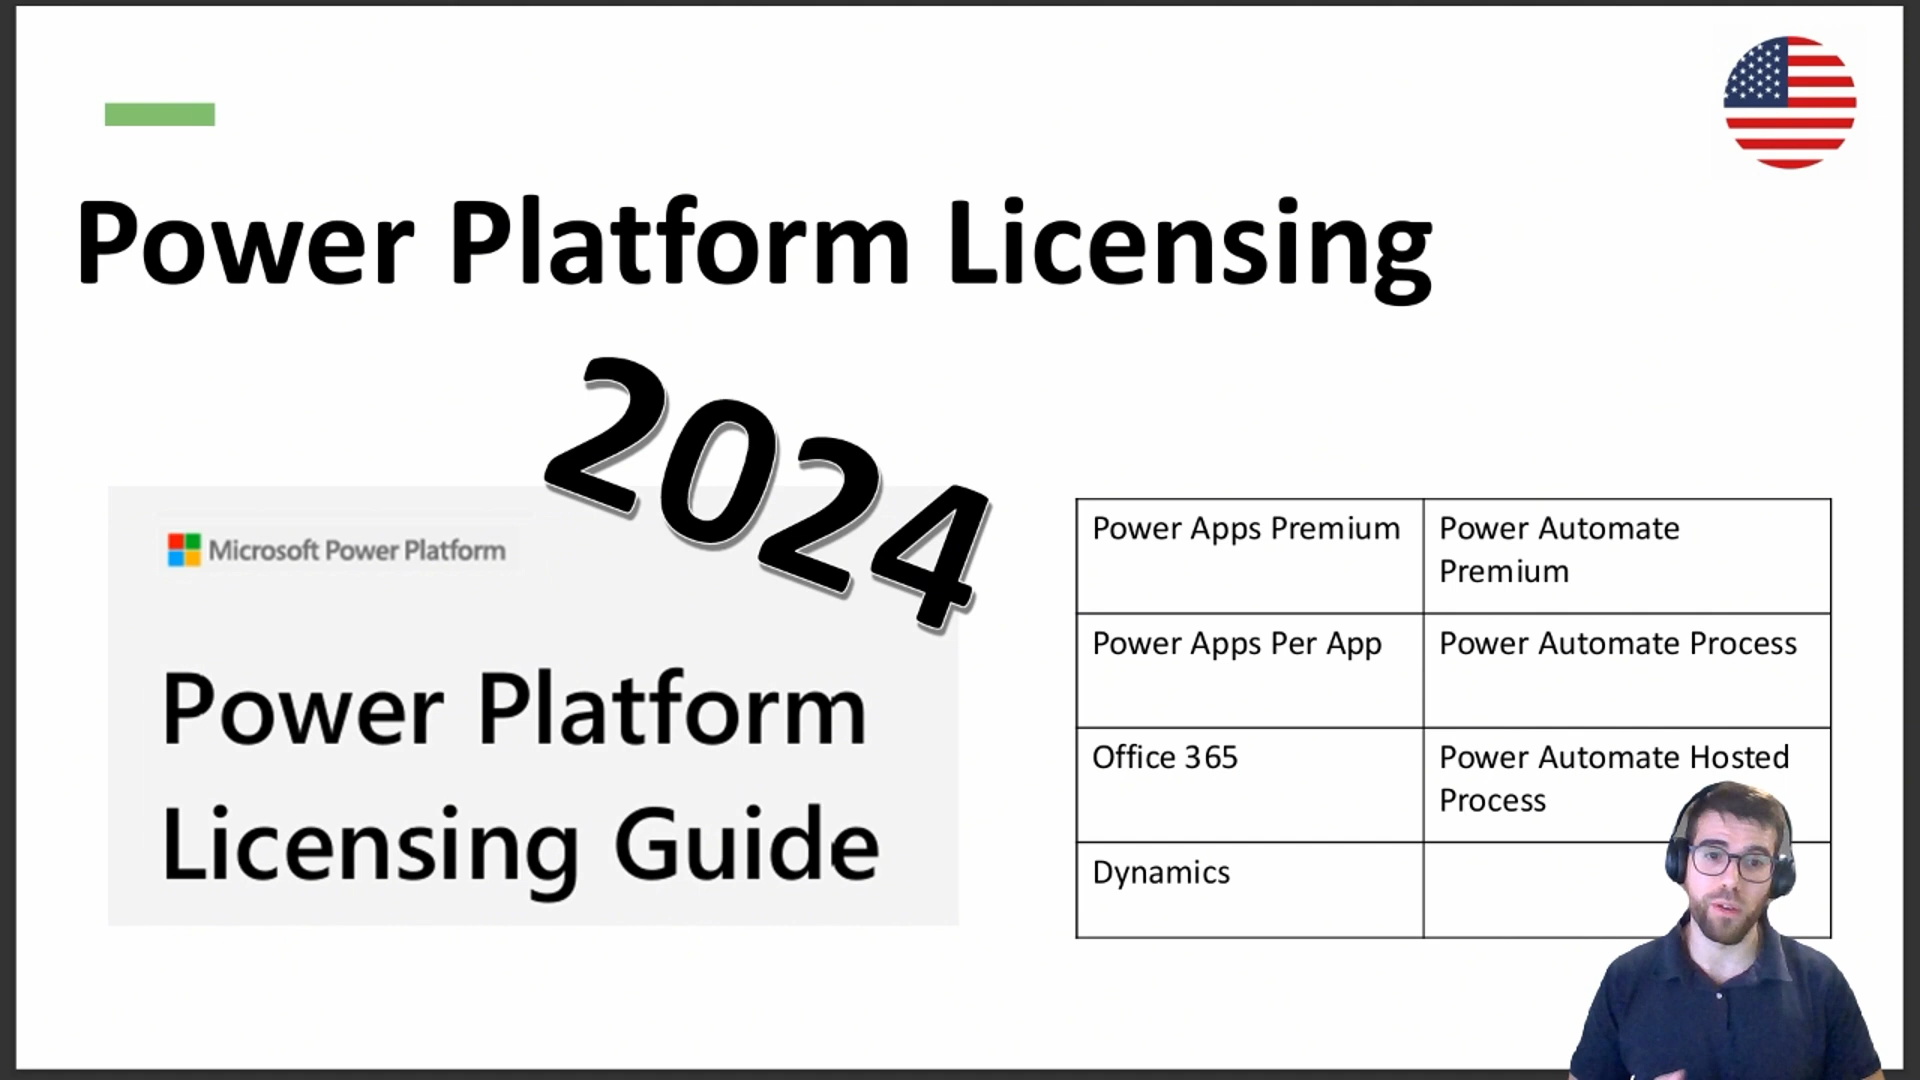 Power Platform Licensing
2024
Microsoft Power Platform
Power Platform
Licensing Guide
Power Apps Premium
Power Automate
Premium
Power Apps Per App
Power Automate Process
Office 365
Power Automate Hosted
Process
Dynamics